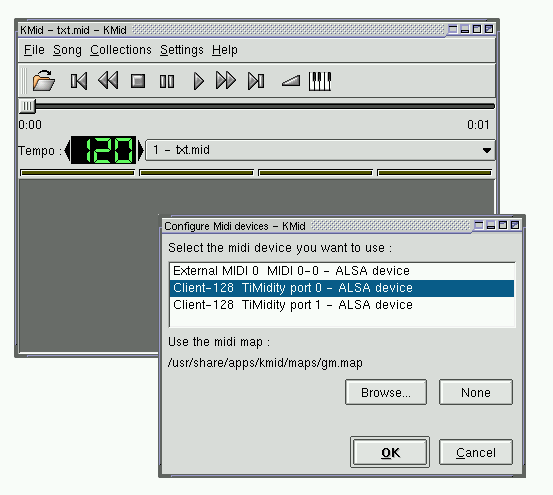 KMid - txt.mid - KMid
File Song Collections Settings Help
0:00 0:01
Tempo : 120 1 - txt.mid
Configure Midi devices - KMid
Select the midi device you want to use :
External MIDI 0 MIDI 0-0 - ALSA device
Client-128 TiMidity port 0 - ALSA device
Client-128 TiMidity port 1 - ALSA device
Use the midi map :
/usr/share/apps/kmid/maps/gm.map
Browse... None
OK Cancel